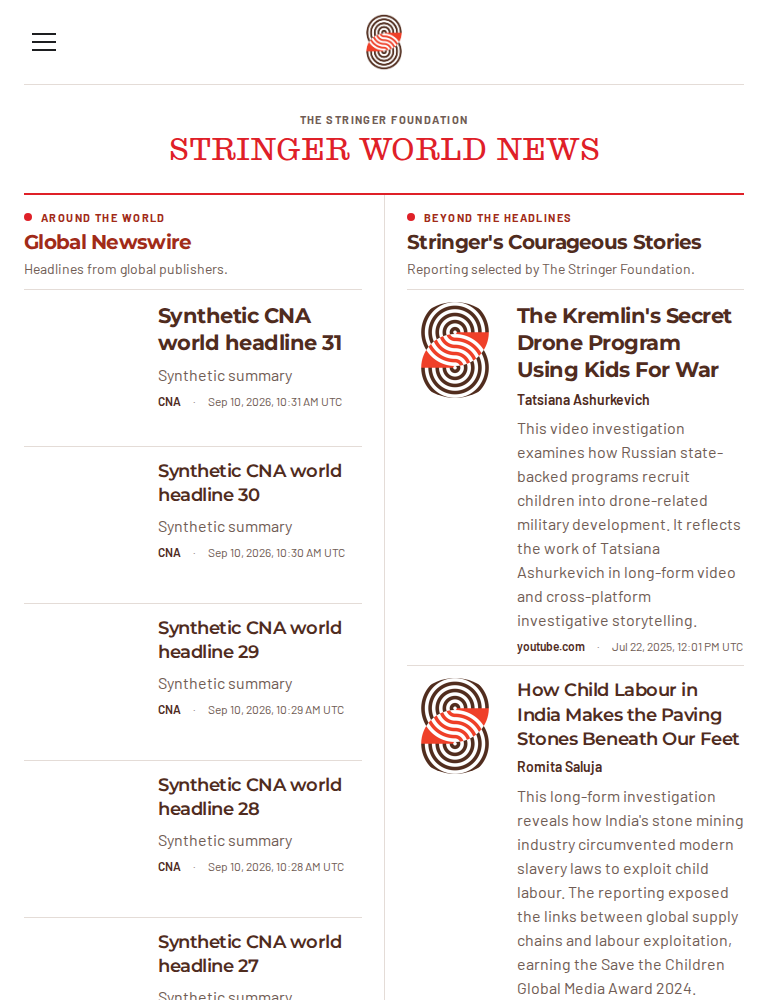 THE STRINGER FOUNDATION
STRINGER WORLD NEWS
AROUND THE WORLD
Global Newswire
Headlines from global publishers.
Synthetic CNA
world headline 31
Synthetic summary
CNA · Sep 10, 2026, 10:31 AM UTC
Synthetic CNA world
headline 30
Synthetic summary
CNA · Sep 10, 2026, 10:30 AM UTC
Synthetic CNA world
headline 29
Synthetic summary
CNA · Sep 10, 2026, 10:29 AM UTC
Synthetic CNA world
headline 28
Synthetic summary
CNA · Sep 10, 2026, 10:28 AM UTC
Synthetic CNA world
headline 27
Synthetic summary
BEYOND THE HEADLINES
Stringer's Courageous Stories
Reporting selected by The Stringer Foundation.
The Kremlin's Secret
Drone Program
Using Kids For War
Tatsiana Ashurkevich
This video investigation
examines how Russian state-
backed programs recruit
children into drone-related
military development. It reflects
the work of Tatsiana
Ashurkevich in long-form video
and cross-platform
investigative storytelling.
youtube.com · Jul 22, 2025, 12:01 PM UTC
How Child Labour in
India Makes the Paving
Stones Beneath Our Feet
Romita Saluja
This long-form investigation
reveals how India's stone mining
industry circumvented modern
slavery laws to exploit child
labour. The reporting exposed
the links between global supply
chains and labour exploitation,
earning the Save the Children
Global Media Award 2024.